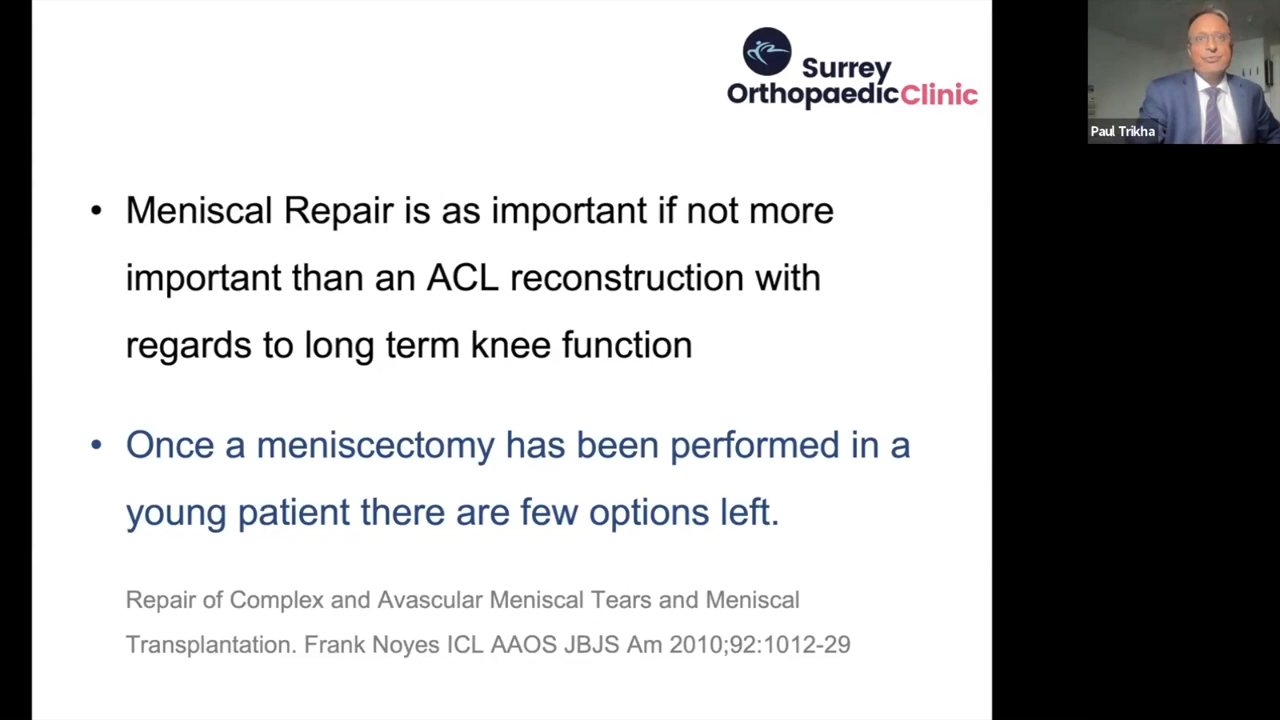 Surrey
OrthopaedicClinic
Paul Trikha
• Meniscal Repair is as important if not more
important than an ACL reconstruction with
regards to long term knee function
• Once a meniscectomy has been performed in a
young patient there are few options left.
Repair of Complex and Avascular Meniscal Tears and Meniscal
Transplantation. Frank Noyes ICL AAOS JBJS Am 2010;92:1012-29